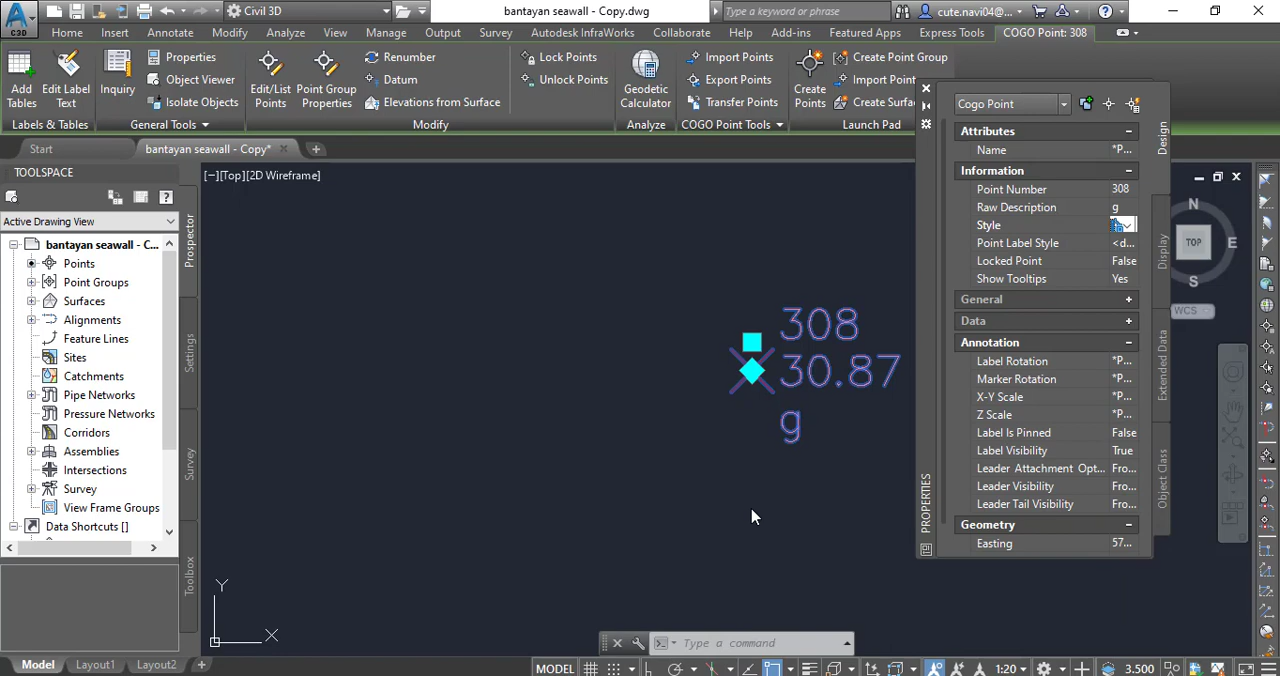 A
C3D
Civil 3D
bantayan seawall - Copy.dwg
Type a keyword or phrase
cute.navi04@...
Home Insert Annotate Modify Analyze View Manage Output Survey Autodesk InfraWorks Collaborate Help Add-ins Featured Apps Express Tools COGO Point: 308
Properties
Renumber
Lock Points
Import Points
Create Point Group
Object Viewer
Datum
Unlock Points
Export Points
Import Points
Isolate Objects
Elevations from Survey
Transfer Points
Create Surfac
Add Tables
Edit Label Text
Inquiry
Edit/List Points
Point Group Properties
Geodetic Calculator
Create Points
Labels & Tables
General Tools
Modify
Analyze
COGO Point Tools
Launch Pad
Start
bantayan seawall - Copy*
TOOLSPACE
Active Drawing View
bantayan seawall - C...
Points
Point Groups
Surfaces
Alignments
Feature Lines
Sites
Catchments
Pipe Networks
Pressure Networks
Corridors
Assemblies
Intersections
Survey
View Frame Groups
Data Shortcuts []
Prospector
Settings
Survey
Toolbox
[−][Top][2D Wireframe]
308
30.87
g
Y
X
Cogo Point
Attributes
Name *P...
Information
Point Number 308
Raw Description g
Style
Point Label Style <d...
Locked Point False
Show Tooltips Yes
General
Data
Annotation
Label Rotation *P...
Marker Rotation *P...
X-Y Scale *P...
Z Scale *P...
Label Is Pinned False
Label Visibility True
Leader Attachment Opt... Fro...
Leader Visibility Fro...
Leader Tail Visibility Fro...
Geometry
Easting 57...
PROPERTIES
Design
Display
Extended Data
Object Class
N
TOP
E
S
WCS
Type a command
Model Layout1 Layout2
MODEL
1:20
3.500